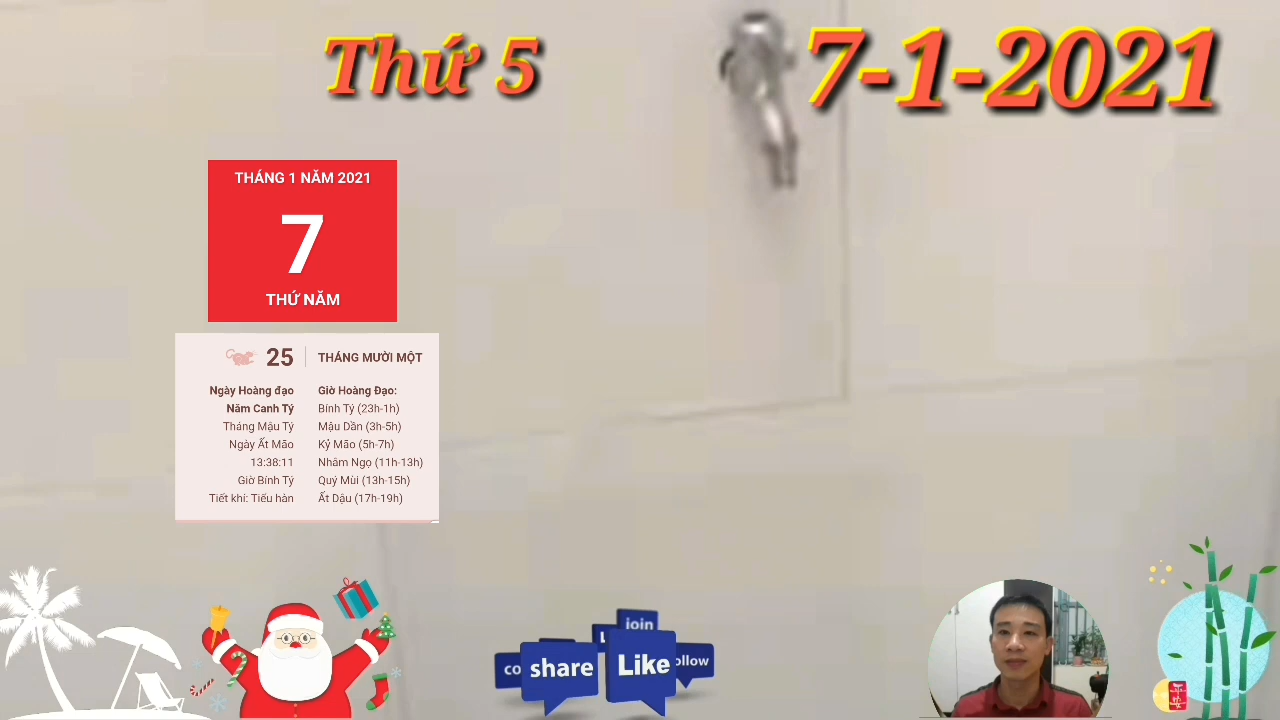 Thứ 5
7-1-2021
THÁNG 1 NĂM 2021
7
THỨ NĂM
25
THÁNG MƯỜI MỘT
Ngày Hoàng đạo
Năm Canh Tý
Tháng Mậu Tý
Ngày Ất Mão
13:38:11
Giờ Bính Tý
Tiết khí: Tiểu hàn
Giờ Hoàng Đạo:
Bính Tý (23h-1h)
Mậu Dần (3h-5h)
Kỷ Mão (5h-7h)
Nhâm Ngọ (11h-13h)
Quý Mùi (13h-15h)
Ất Dậu (17h-19h)
join
co
share
Like
ollow